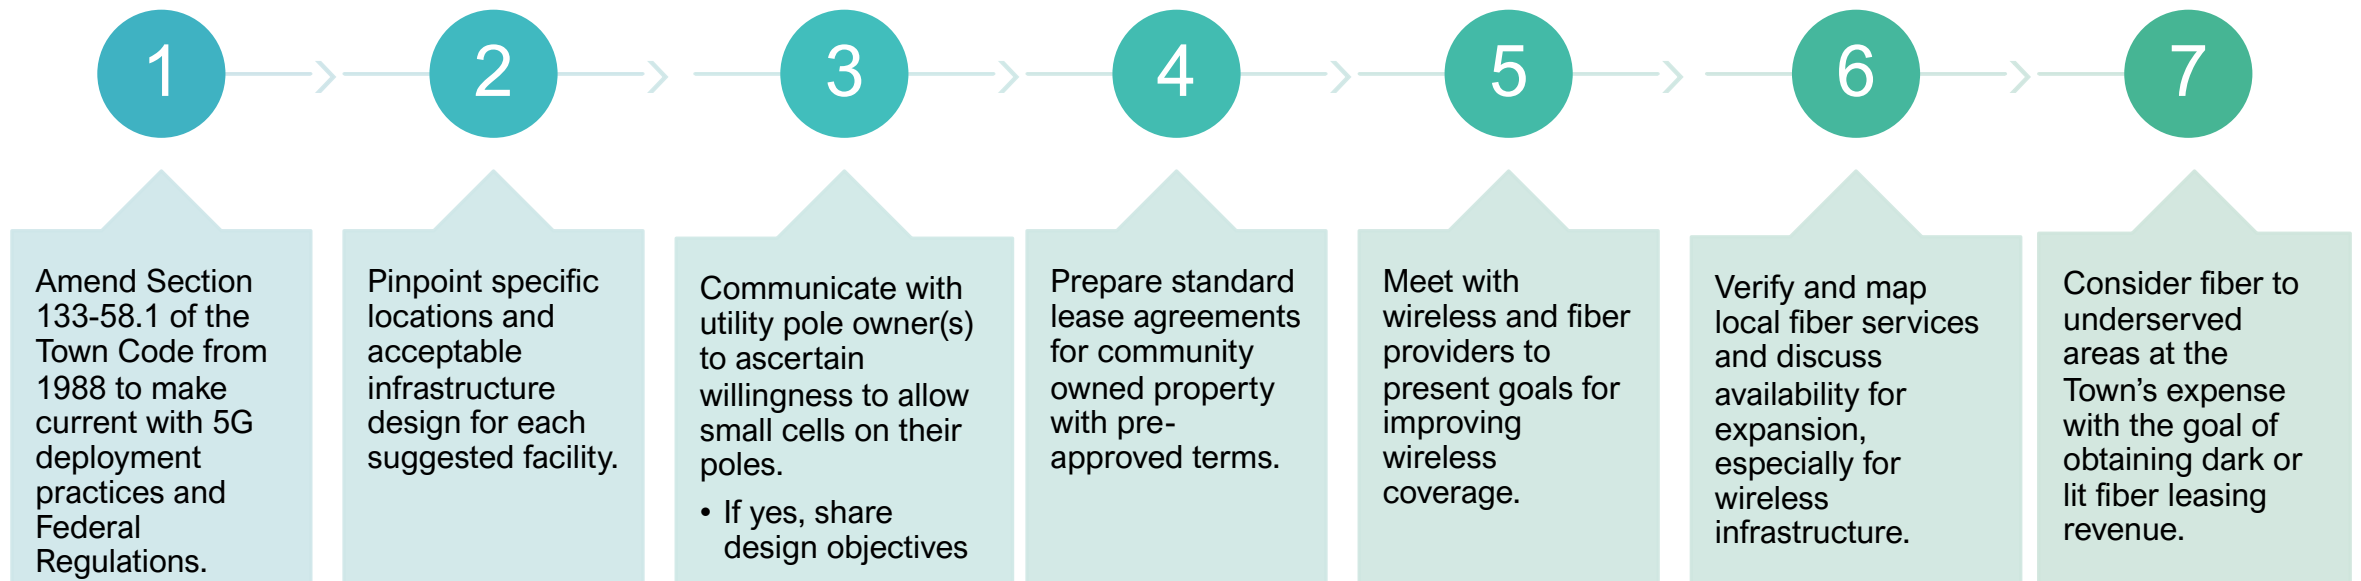 1
2
3
4
5
6
7
Amend Section
133-58.1 of the
Town Code from
1988 to make
current with 5G
deployment
practices and
Federal
Regulations.
Pinpoint specific
locations and
acceptable
infrastructure
design for each
suggested facility.
Communicate with
utility pole owner(s)
to ascertain
willingness to allow
small cells on their
poles.
• If yes, share
design objectives
Prepare standard
lease agreements
for community
owned property
with pre-
approved terms.
Meet with
wireless and fiber
providers to
present goals for
improving
wireless
coverage.
Verify and map
local fiber services
and discuss
availability for
expansion,
especially for
wireless
infrastructure.
Consider fiber to
underserved
areas at the
Town’s expense
with the goal of
obtaining dark or
lit fiber leasing
revenue.